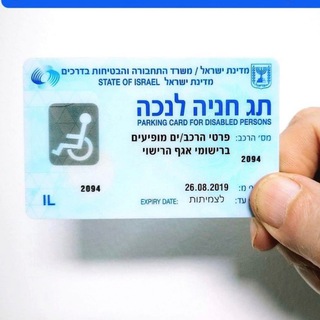 מדינת ישראל / משרד התחבורה והבטיחות בדרכים
STATE OF ISRAEL מדינת ישראל
תג חניה לנכה
PARKING CARD FOR DISABLED PERSONS
מס' הרכב: פרטי הרכב/ים מופיעים
ברישומי אגף הרישוי
2094
2094
26.08.2019
EXPIRY DATE: לצמיתות עד:
IL